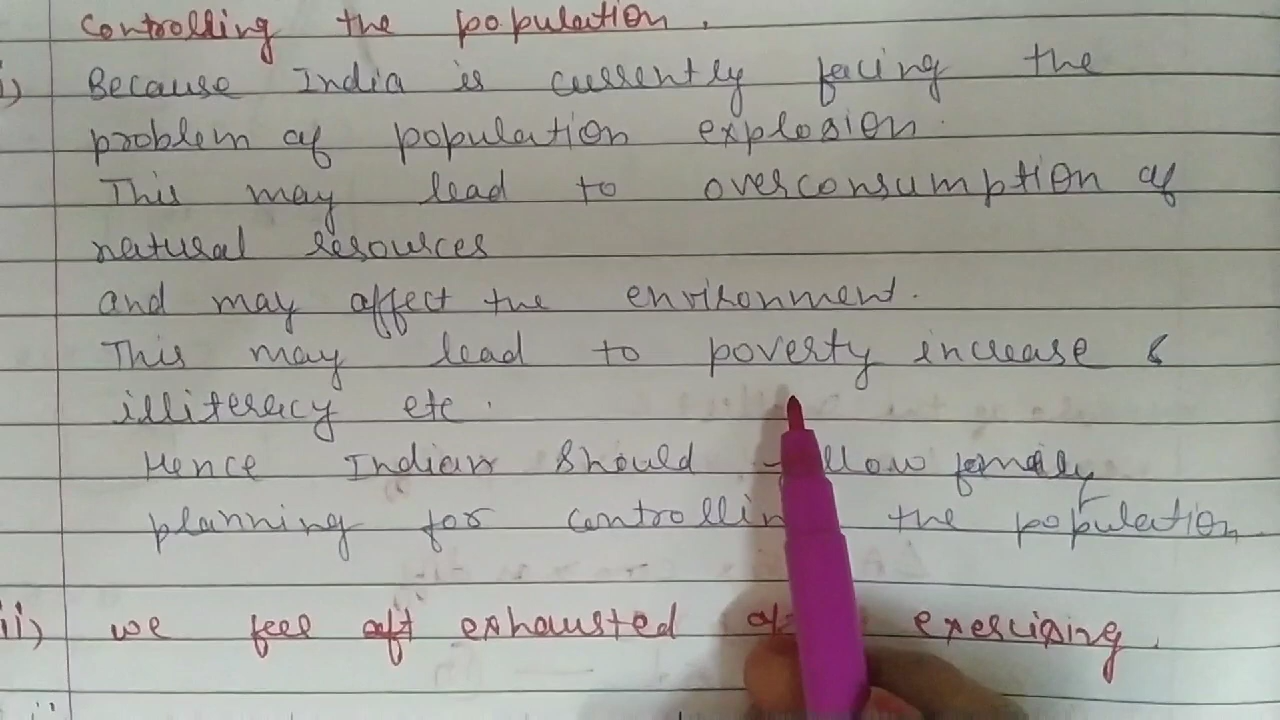 Controlling the population.
i) Because India is currently facing the
problem of population explosion.
This may lead to overconsumption of
natural resources
and may affect the environment.
This may lead to poverty increase &
illiteracy etc.
Hence Indian should family
planning for the population
ii) we feel exhausted exercising.